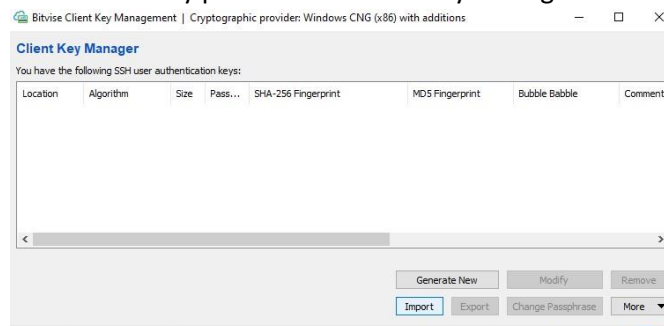 Bitvise Client Key Management | Cryptographic provider: Windows CNG (x86) with additions
Client Key Manager
You have the following SSH user authentication keys:
Location Algorithm Size Pass... SHA-256 Fingerprint MD5 Fingerprint Bubble Babble Comment
Generate New Modify Remove
Import Export Change Passphrase More